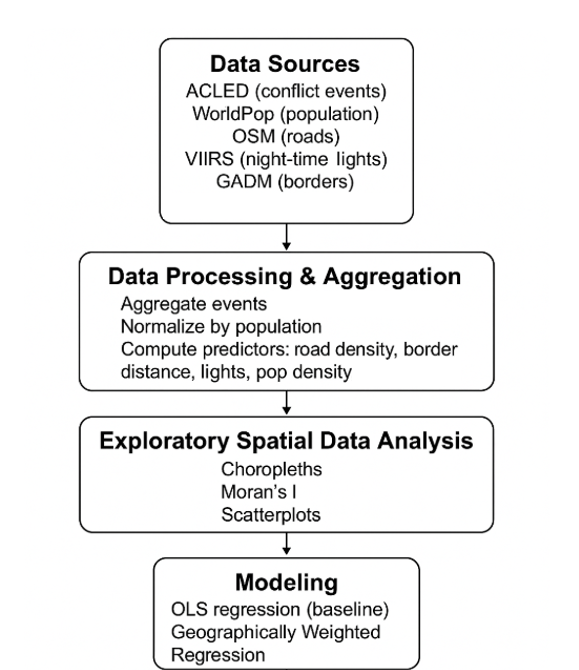 Data Sources
ACLED (conflict events)
WorldPop (population)
OSM (roads)
VIIRS (night-time lights)
GADM (borders)
Data Processing & Aggregation
Aggregate events
Normalize by population
Compute predictors: road density, border
distance, lights, pop density
Exploratory Spatial Data Analysis
Choropleths
Moran’s I
Scatterplots
Modeling
OLS regression (baseline)
Geographically Weighted
Regression